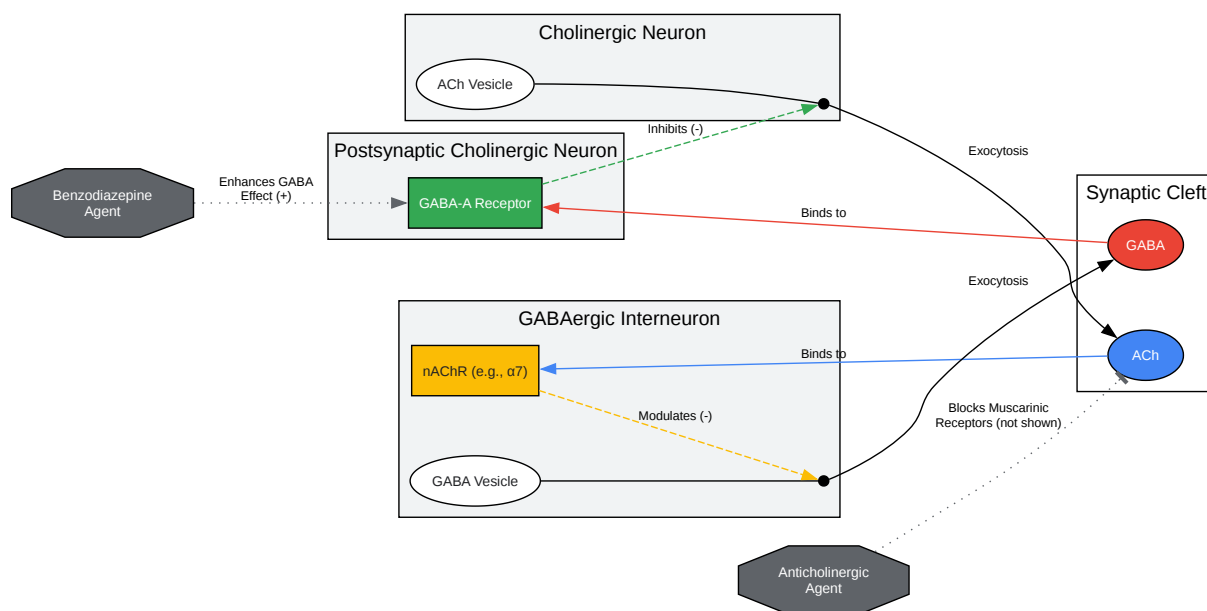 Cholinergic Neuron
ACh Vesicle
Inhibits (-)
Exocytosis
Postsynaptic Cholinergic Neuron
GABA-A Receptor
Benzodiazepine
Agent
Enhances GABA
Effect (+)
Binds to
Synaptic Cleft
GABA
Exocytosis
GABAergic Interneuron
nAChR (e.g., α7)
Binds to
ACh
Modulates (-)
Blocks Muscarinic
Receptors (not shown)
GABA Vesicle
Anticholinergic
Agent